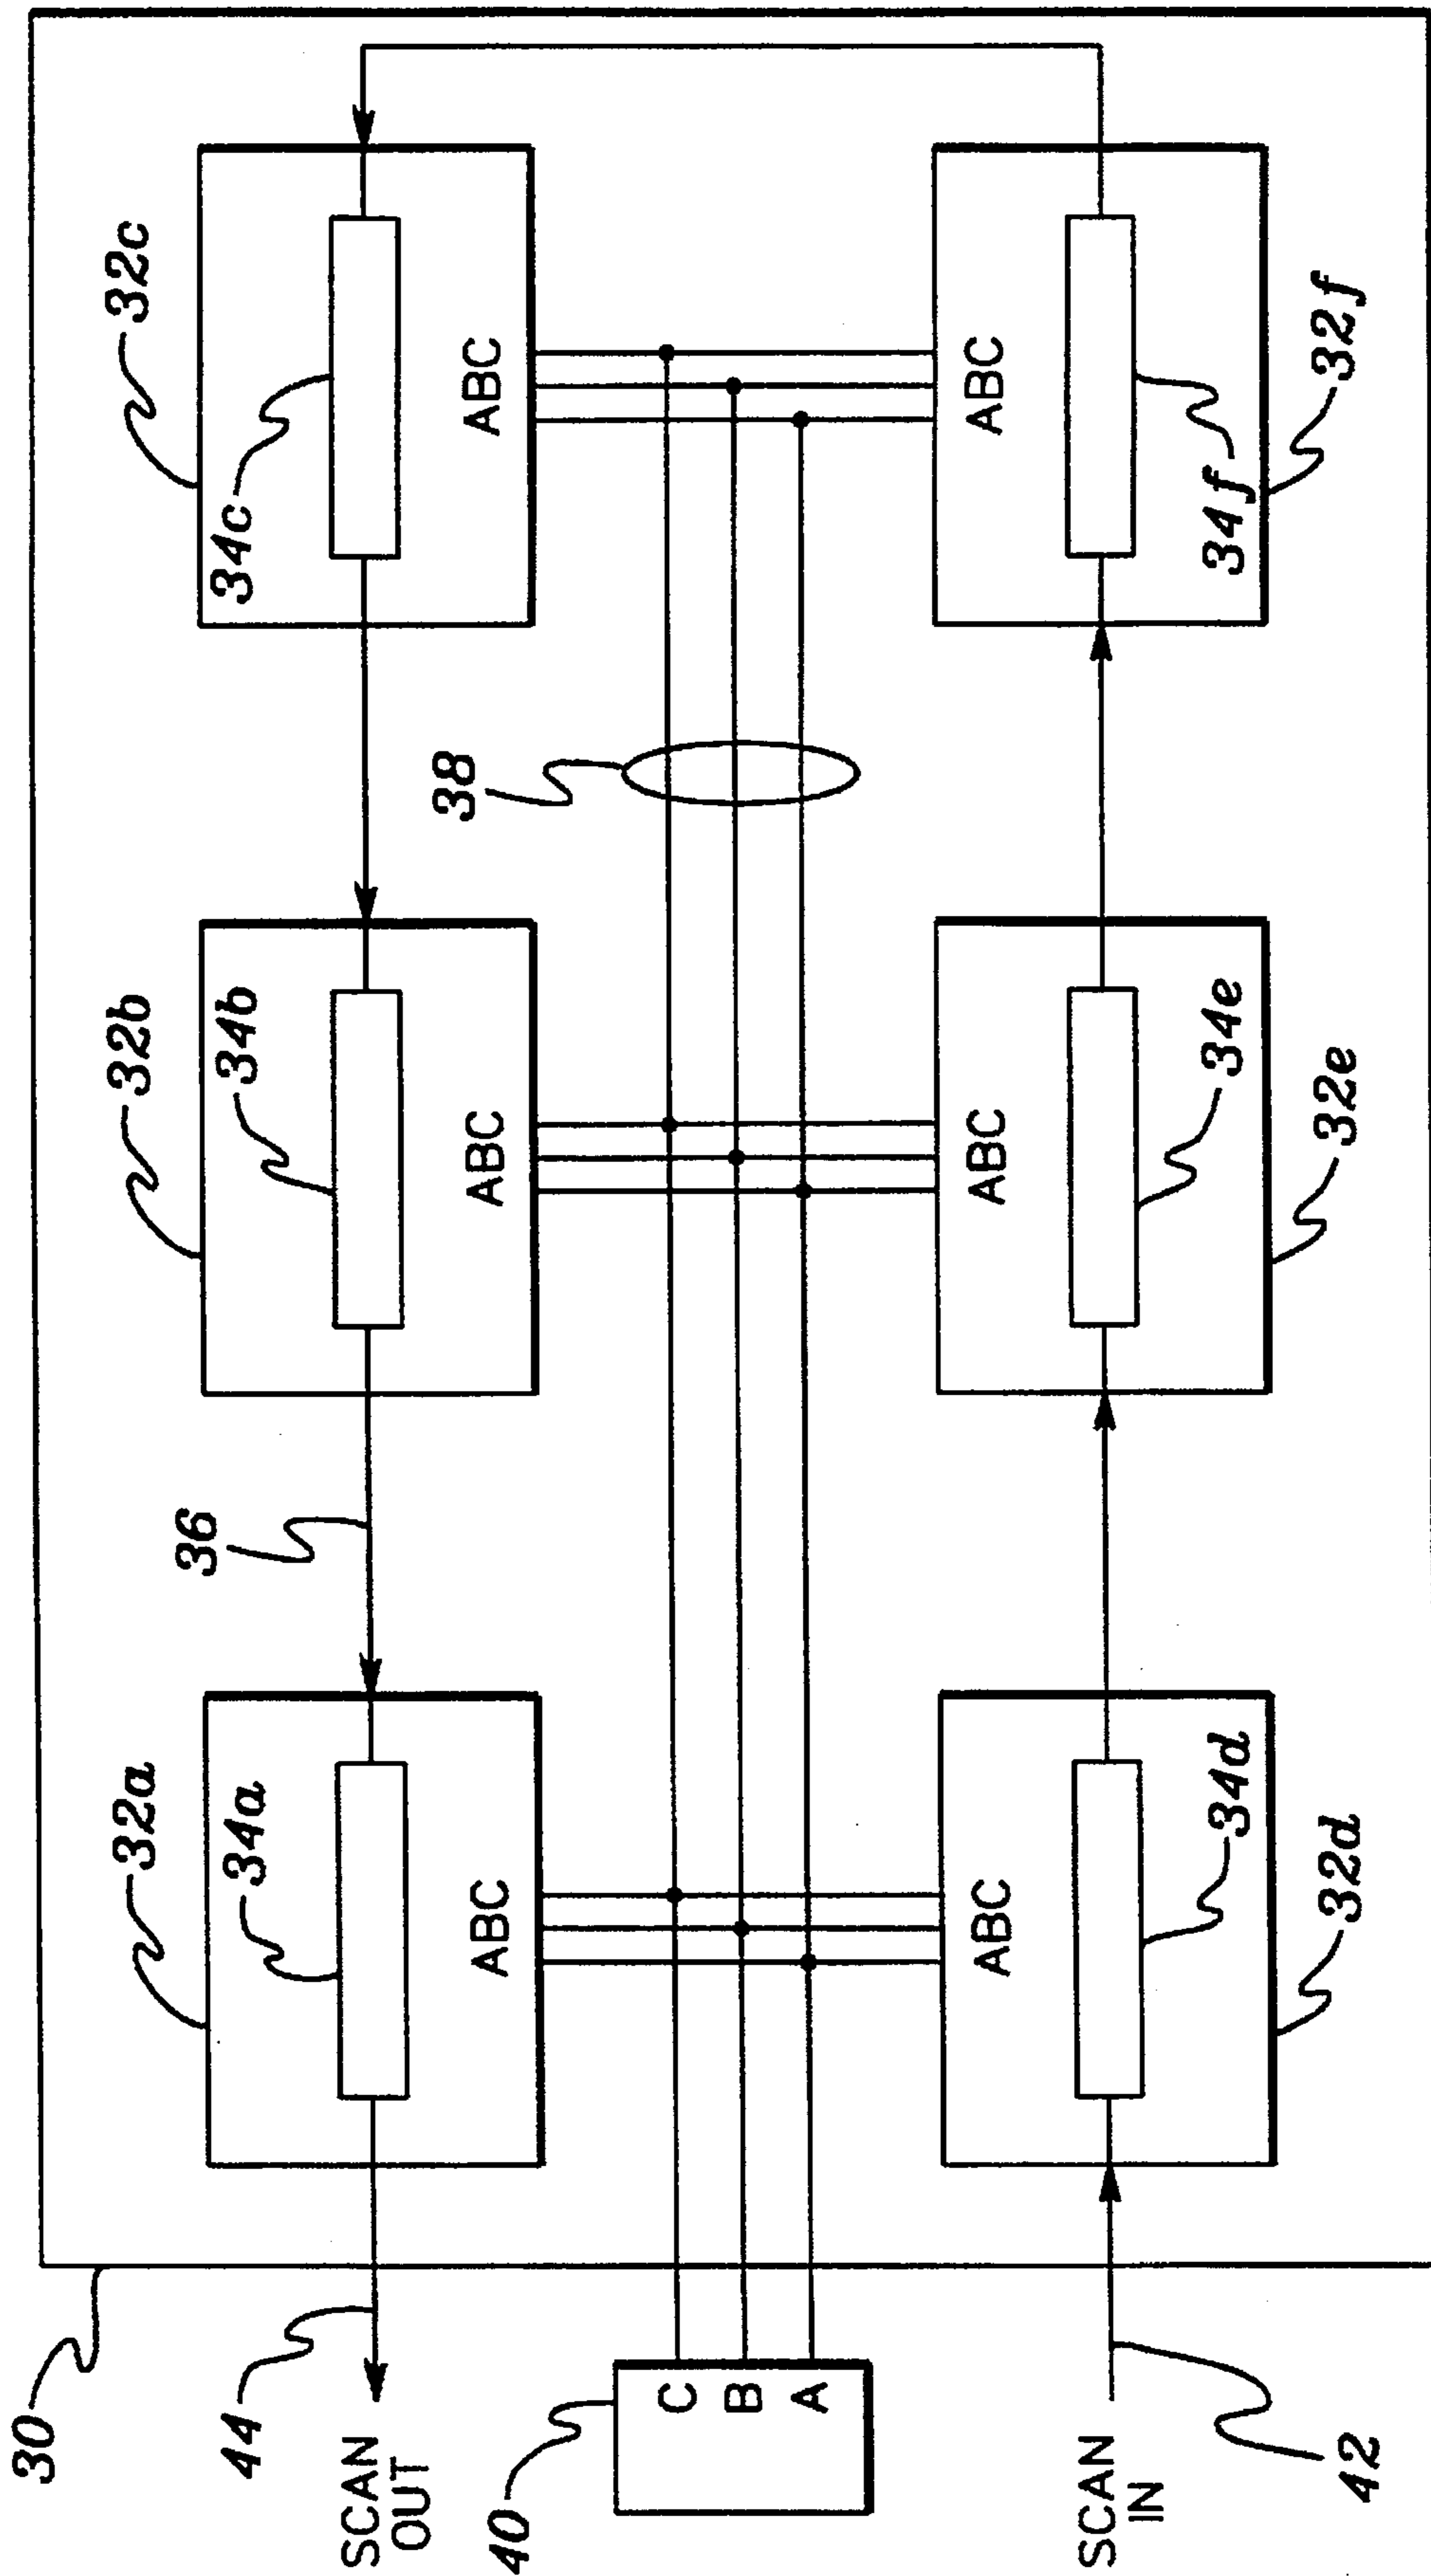 30
32a
32b
32c
34a
34b
34c
36
44
SCAN
OUT
ABC
ABC
ABC
38
40
C
B
A
ABC
ABC
ABC
SCAN
IN
34d
34e
34f
42
32d
32e
32f